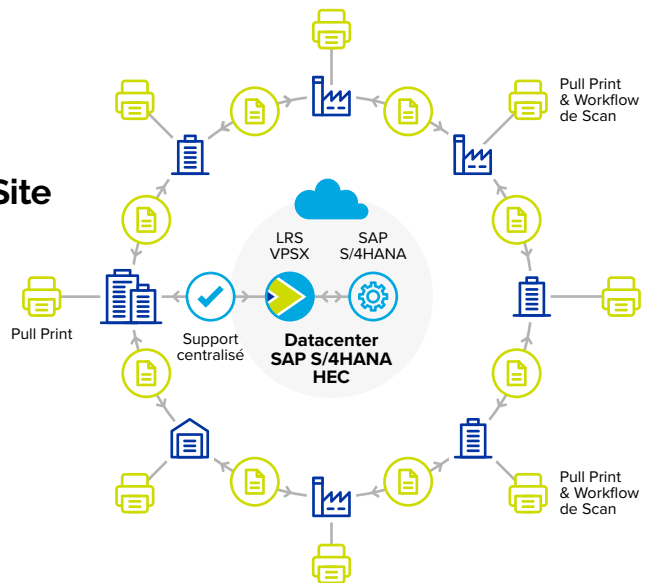 Pull Print
& Workflow
de Scan
Site
LRS
VPSX
SAP
S/4HANA
Pull Print
Support
centralisé
Datacenter
SAP S/4HANA
HEC
Pull Print
& Workflow
de Scan